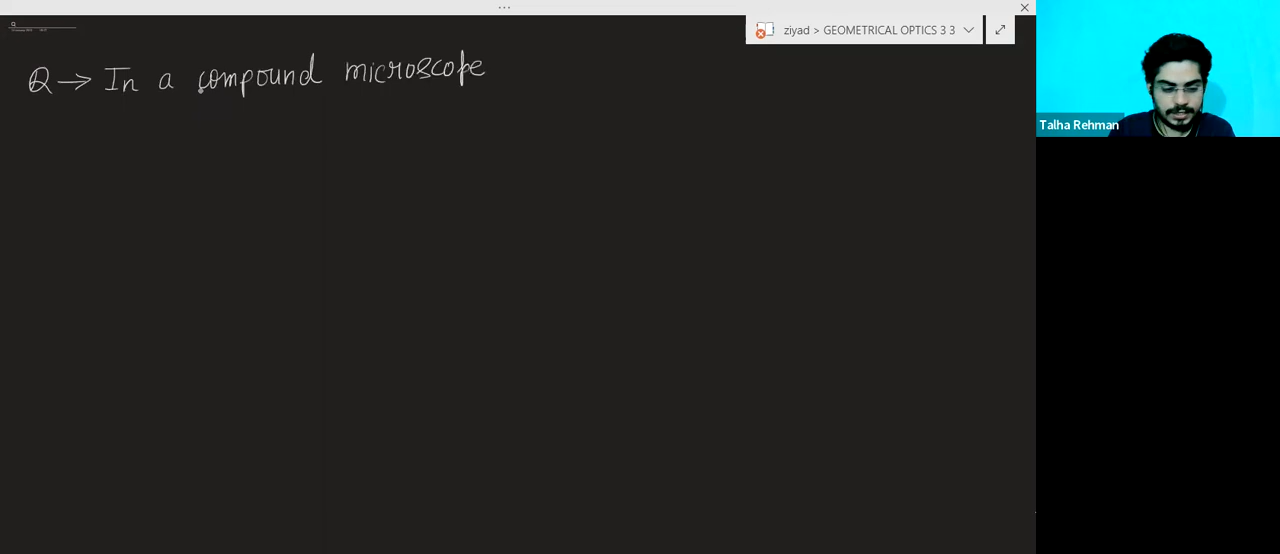 ziyad > GEOMETRICAL OPTICS 3 3
Q → In a compound microscope
Talha Rehman